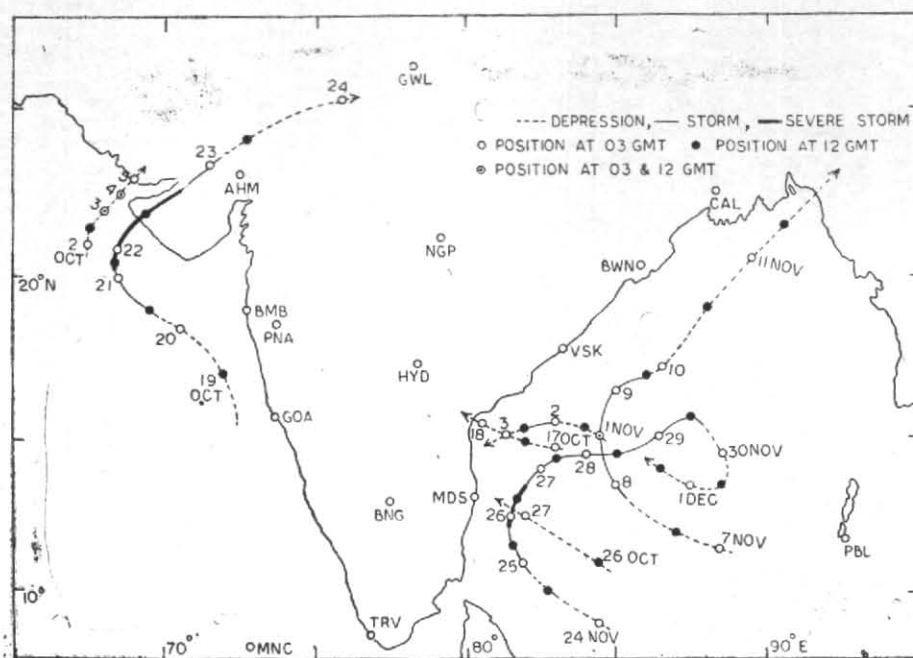 24
GWL
---- DEPRESSION, — STORM, — SEVERE STORM
○ POSITION AT 03 GMT ● POSITION AT 12 GMT
⊙ POSITION AT 03 & 12 GMT
23
AHM
5
4
3
2
OCT
CAL
22
NGP
BWN
11 NOV
20°N
21
BMB
PNA
20
VSK
HYD
10
19
OCT
9
GOA
18
3
2
1 NOV
17 OCT
29
28
30 NOV
27
8
1 DEC
MDS
BNG
26
27
7 NOV
PBL
25
26 OCT
10°
TRV
24 NOV
70°
MNC
80°
90°E